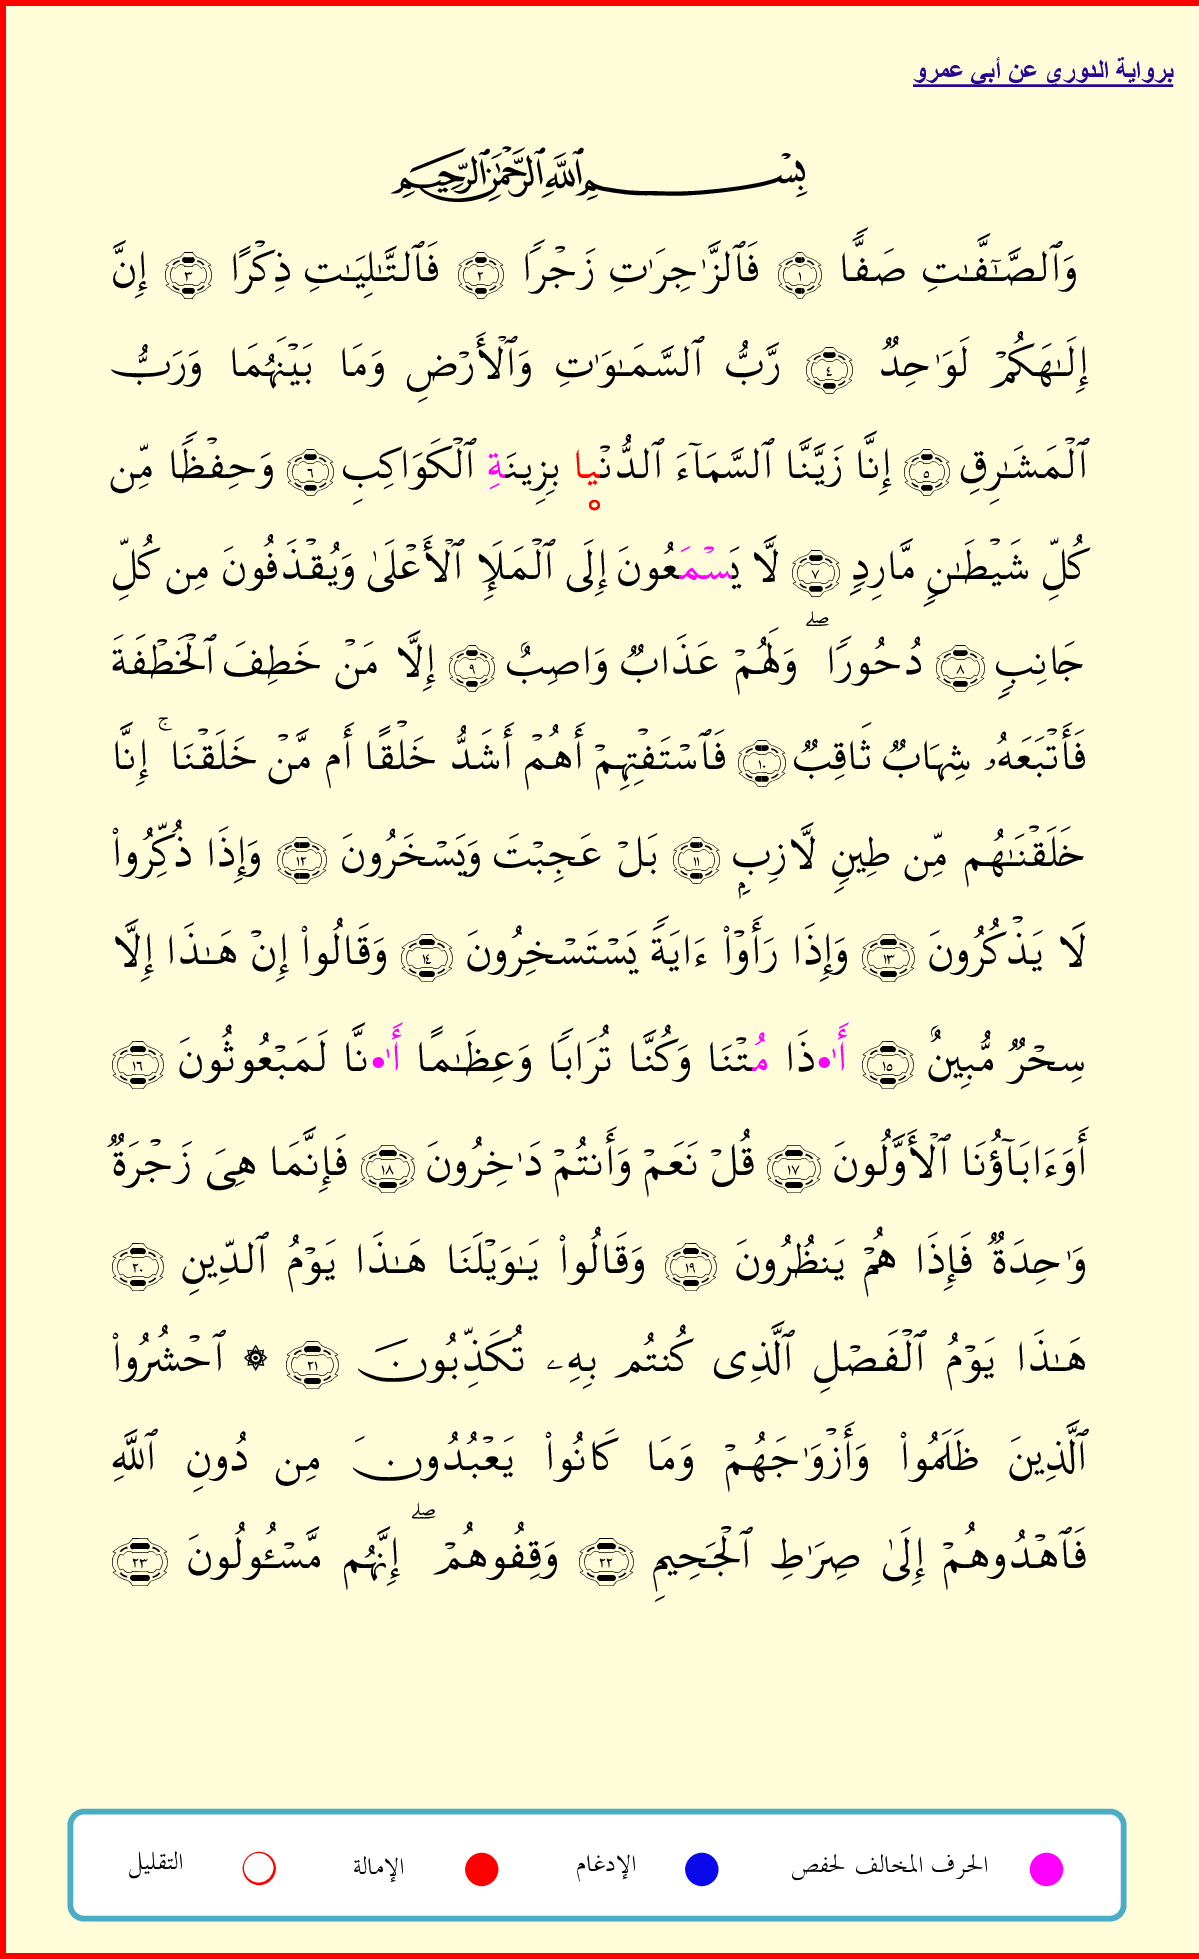 برواية الدوري عن أبي عمرو
بِسْمِ ٱللَّهِ ٱلرَّحْمَٰنِ ٱلرَّحِيمِ
وَٱلصَّٰٓفَّٰتِ صَفًّا ١ فَٱلزَّٰجِرَٰتِ زَجْرًا ٢ فَٱلتَّٰلِيَٰتِ ذِكْرًا ٣ إِنَّ
إِلَٰهَكُمْ لَوَٰحِدٌ ٤ رَّبُّ ٱلسَّمَٰوَٰتِ وَٱلْأَرْضِ وَمَا بَيْنَهُمَا وَرَبُّ
ٱلْمَشَٰرِقِ ٥ إِنَّا زَيَّنَّا ٱلسَّمَآءَ ٱلدُّنْيا بِزِينَةِ ٱلْكَوَاكِبِ ٦ وَحِفْظًا مِّن
كُلِّ شَيْطَٰنٍ مَّارِدٍ ٧ لَّا يَسْمَعُونَ إِلَى ٱلْمَلَإِ ٱلْأَعْلَىٰ وَيُقْذَفُونَ مِن كُلِّ
جَانِبٍ ٨ دُحُورًا ۖ وَلَهُمْ عَذَابٌ وَاصِبٌ ٩ إِلَّا مَنْ خَطِفَ ٱلْخَطْفَةَ
فَأَتْبَعَهُۥ شِهَابٌ ثَاقِبٌ ١٠ فَٱسْتَفْتِهِمْ أَهُمْ أَشَدُّ خَلْقًا أَم مَّنْ خَلَقْنَا ۚ إِنَّا
خَلَقْنَٰهُم مِّن طِينٍ لَّازِبٍۭ ١١ بَلْ عَجِبْتَ وَيَسْخَرُونَ ١٢ وَإِذَا ذُكِّرُوا۟
لَا يَذْكُرُونَ ١٣ وَإِذَا رَأَوْا۟ ءَايَةً يَسْتَسْخِرُونَ ١٤ وَقَالُوا۟ إِنْ هَٰذَا إِلَّا
سِحْرٌ مُّبِينٌ ١٥ أَٰ•ذَا مُتْنَا وَكُنَّا تُرَابًا وَعِظَٰمًا أَٰ•نَّا لَمَبْعُوثُونَ ١٦
أَوَءَابَآؤُنَا ٱلْأَوَّلُونَ ١٧ قُلْ نَعَمْ وَأَنتُمْ دَٰخِرُونَ ١٨ فَإِنَّمَا هِىَ زَجْرَةٌ
وَٰحِدَةٌ فَإِذَا هُمْ يَنظُرُونَ ١٩ وَقَالُوا۟ يَٰوَيْلَنَا هَٰذَا يَوْمُ ٱلدِّينِ ٢٠
هَٰذَا يَوْمُ ٱلْفَصْلِ ٱلَّذِى كُنتُم بِهِۦ تُكَذِّبُونَ ٢١ ۞ ٱحْشُرُوا۟
ٱلَّذِينَ ظَلَمُوا۟ وَأَزْوَٰجَهُمْ وَمَا كَانُوا۟ يَعْبُدُونَ مِن دُونِ ٱللَّهِ
فَٱهْدُوهُمْ إِلَىٰ صِرَٰطِ ٱلْجَحِيمِ ٢٢ وَقِفُوهُمْ ۖ إِنَّهُم مَّسْـُٔولُونَ ٢٣
الحرف المخالف لحفص الإدغام الإمالة التقليل